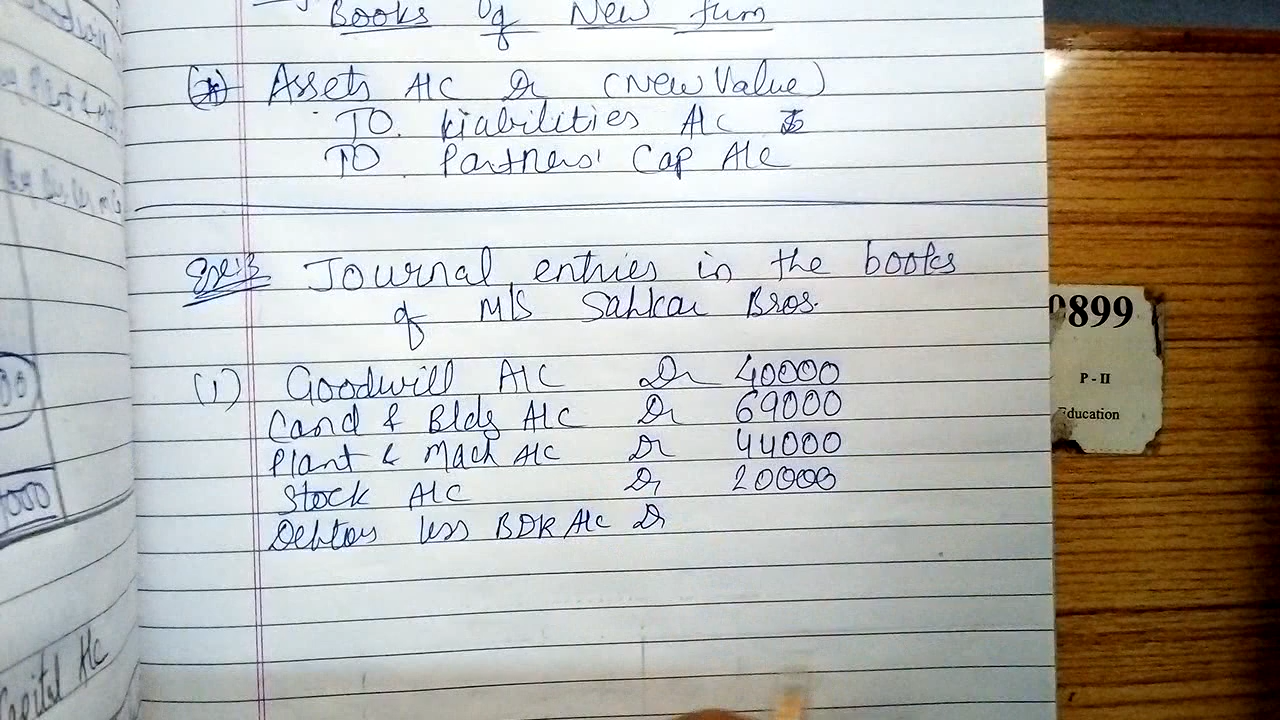 Books of New firm
Assets A/C Dr (New Value)
TO Liabilities A/C
TO Partners' Cap A/c
Journal entries in the books
of M/S Sahkar Bros.
(1) Goodwill A/C Dr 40000
Land & Bldg A/C Dr 69000
Plant & Mach A/C Dr 44000
Stock A/C Dr 20000
Debtors less BDR A/c Dr
000
Capital A/c
0899
P - II
Education